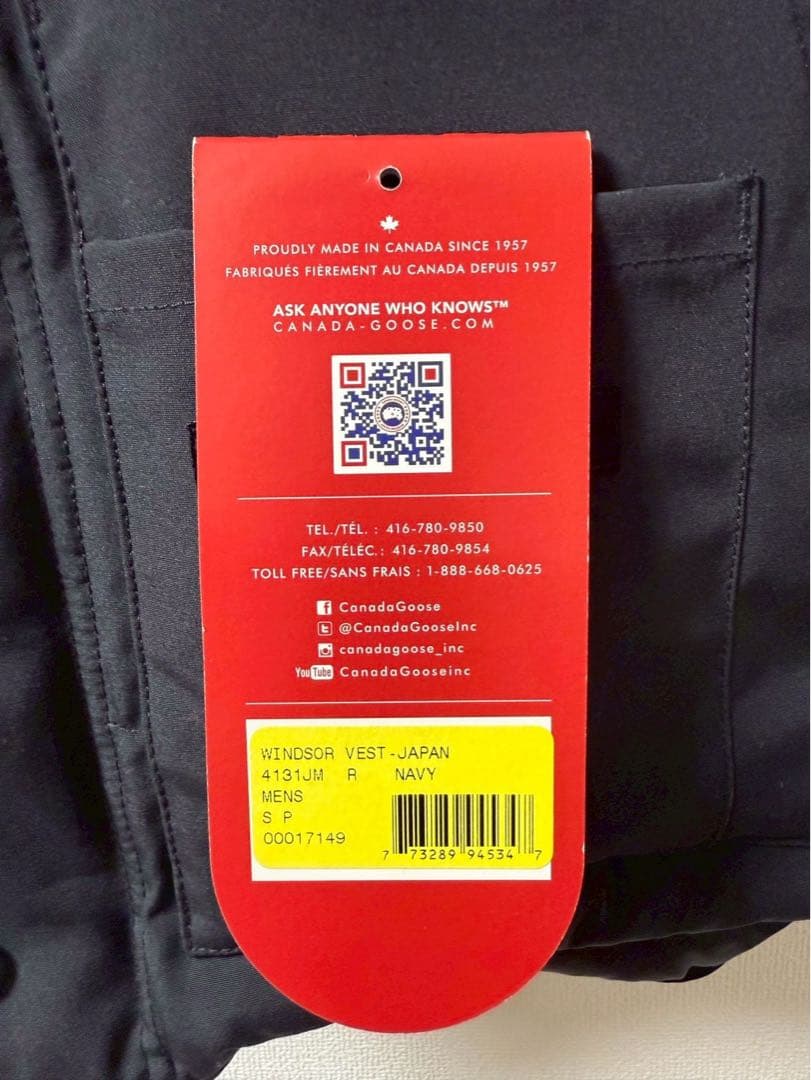 PROUDLY MADE IN CANADA SINCE 1957
FABRIQUÉS FIÈREMENT AU CANADA DEPUIS 1957
ASK ANYONE WHO KNOWS™
CANADA-GOOSE.COM
TEL./TÉL. : 416-780-9850
FAX/TÉLÉC.: 416-780-9854
TOLL FREE/SANS FRAIS : 1-888-668-0625
CanadaGoose
@CanadaGooseInc
canadagoose_inc
YouTube CanadaGooseinc
WINDSOR VEST-JAPAN
4131JM R NAVY
MENS
S P
00017149
7 73289 94534 7